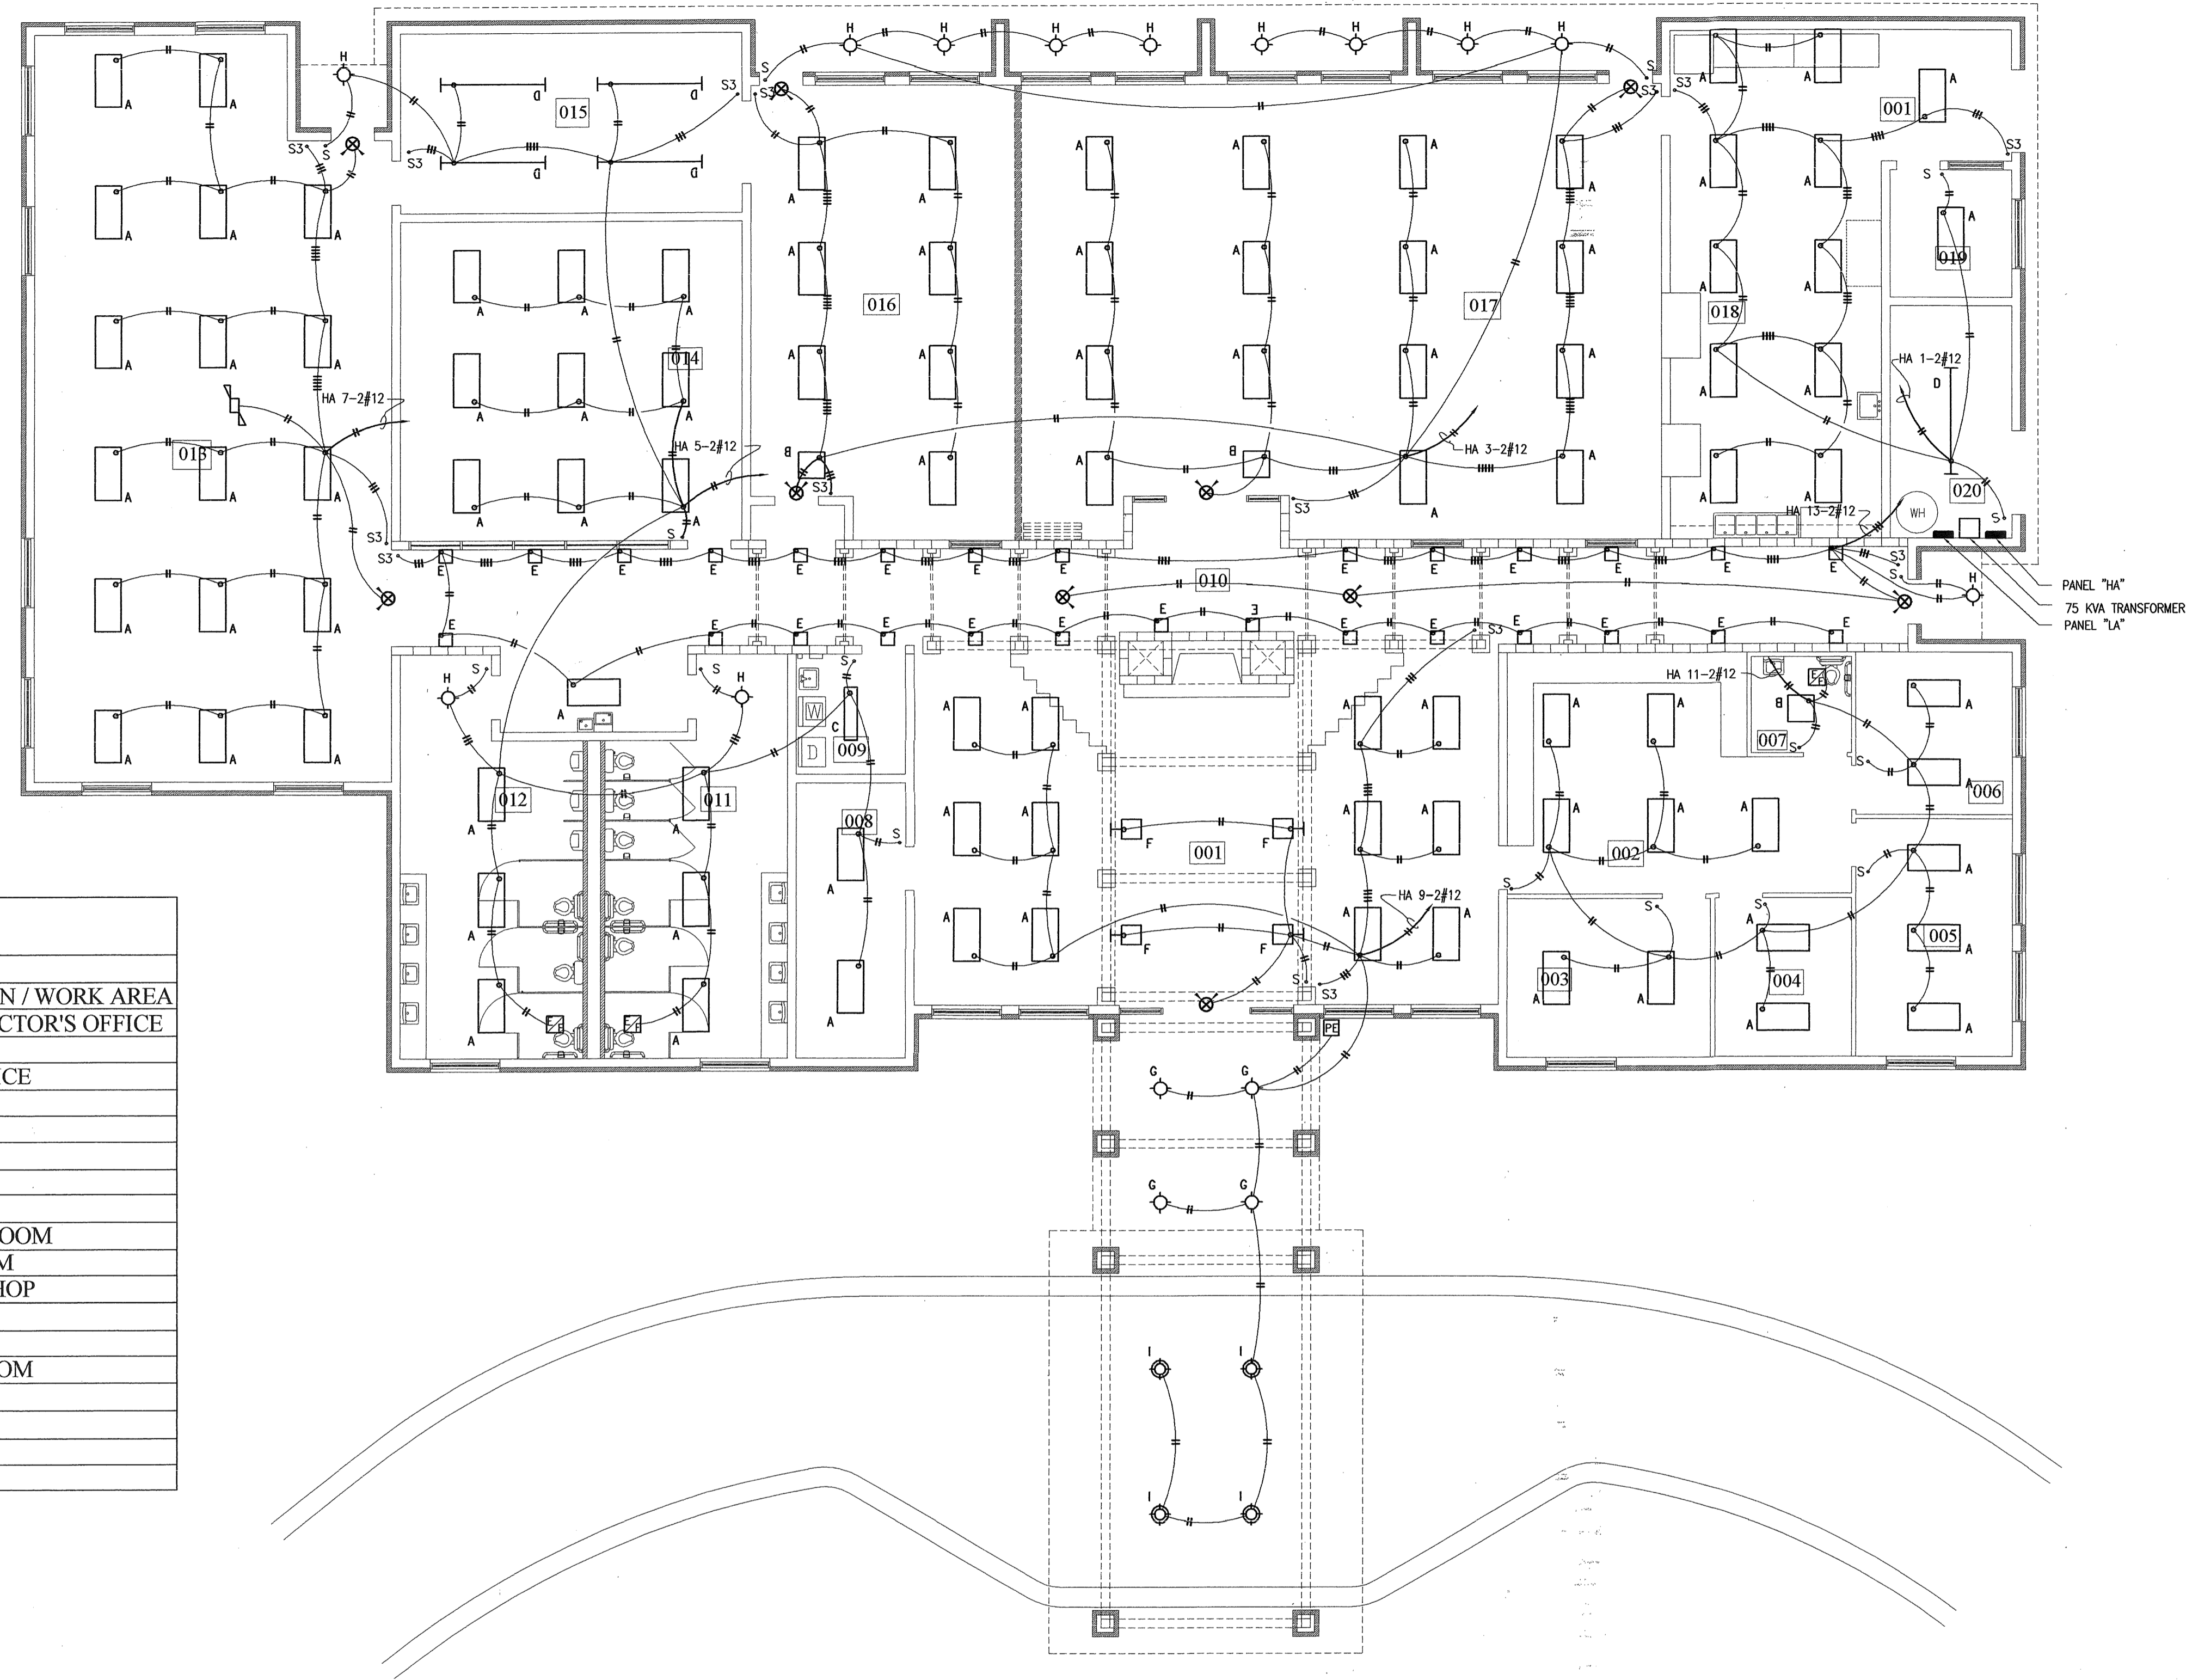 H H H H H H H H
H
S S
S3 S3 S3 S3
A A A A A
015
001
D D
S3 S S3
D D
S3
A A A A A A A A
S
A
019
016
017
018
014
013
HA 7-2#12
HA 5-2#12
HA 3-2#12
HA 1-2#12
D
B B
S3
S3
S3
S
020
WH
HA 13-2#12
S
S3
S3
E E E E E E E E E E E E E
010
S
H
PANEL "HA"
75 KVA TRANSFORMER
PANEL "LA"
E E E E E E E E E E E E
S3
H S
S H
A
S
W
C
D
009
HA 11-2#12
B
007
S
S
006
012
011
008
S
F F
001
002
S
S
HA 9-2#12
F F
S
S3
S
S
003
004
005
PE
G G
G G
I I
I I
N / WORK AREA
CTOR'S OFFICE
ICE
OOM
M
HOP
OM